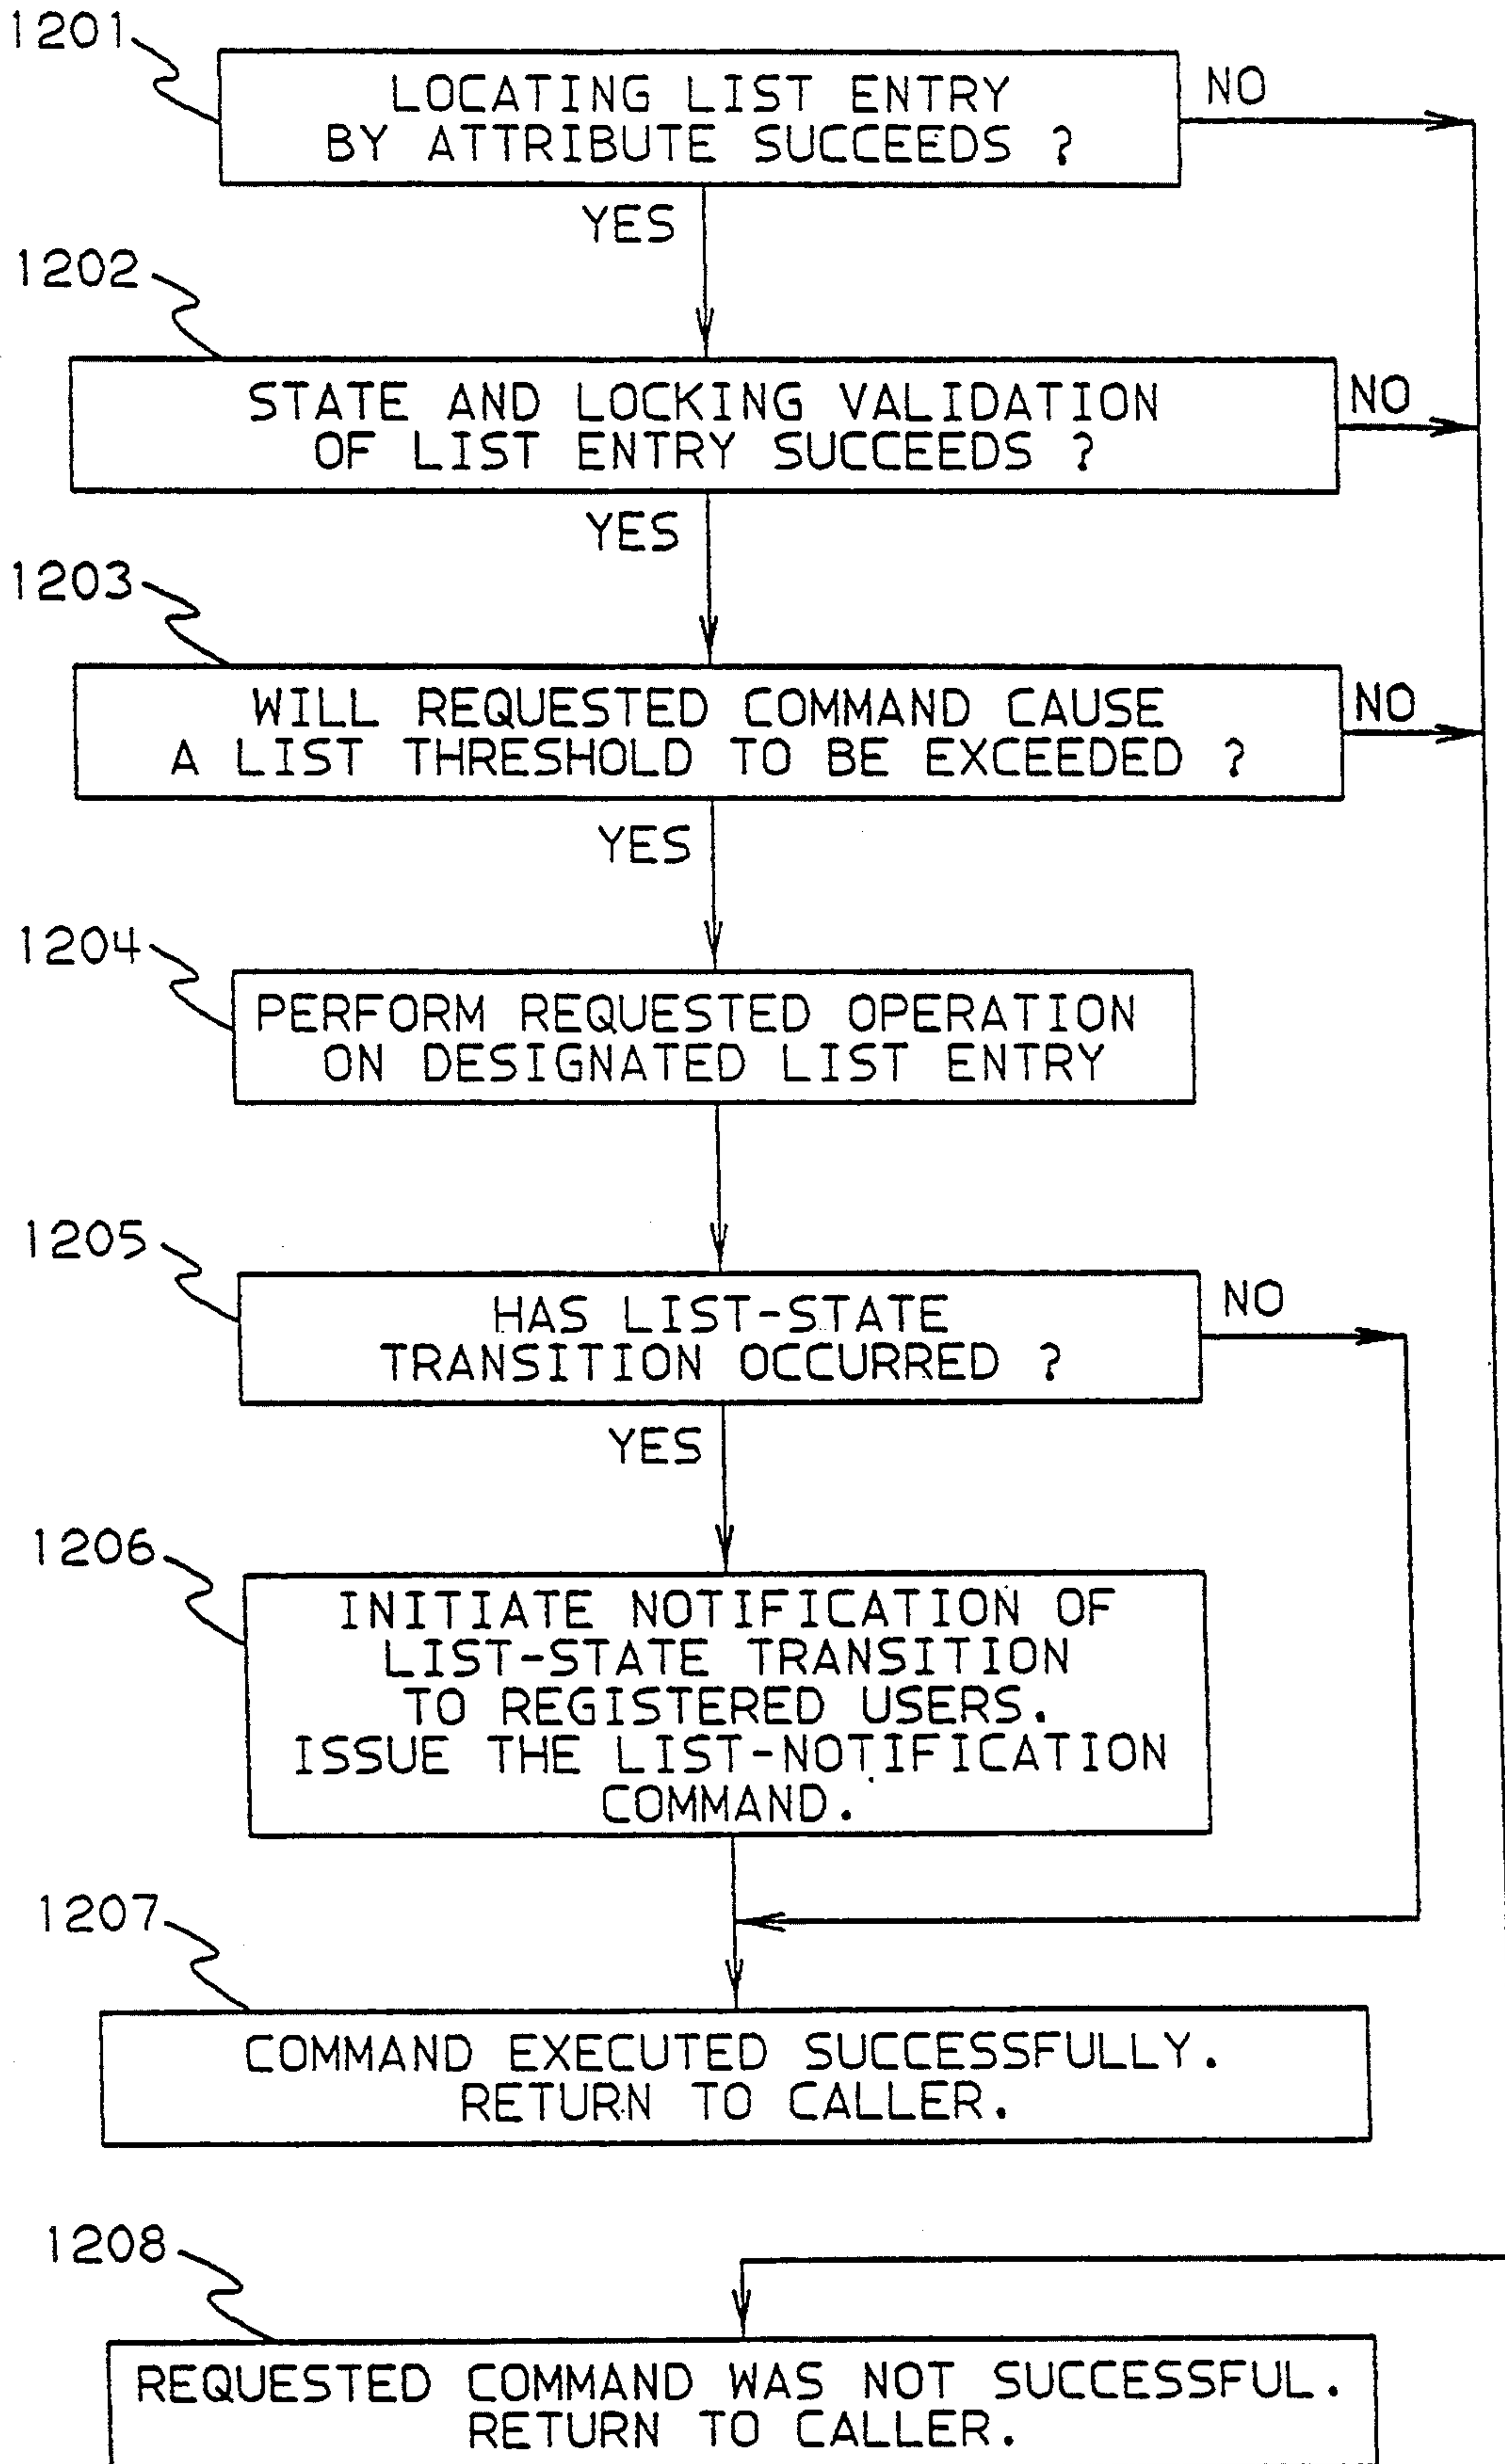 1201
LOCATING LIST ENTRY
BY ATTRIBUTE SUCCEEDS ?
NO
YES
1202
STATE AND LOCKING VALIDATION
OF LIST ENTRY SUCCEEDS ?
NO
YES
1203
WILL REQUESTED COMMAND CAUSE
A LIST THRESHOLD TO BE EXCEEDED ?
NO
YES
1204
PERFORM REQUESTED OPERATION
ON DESIGNATED LIST ENTRY
1205
HAS LIST-STATE
TRANSITION OCCURRED ?
NO
YES
1206
INITIATE NOTIFICATION OF
LIST-STATE TRANSITION
TO REGISTERED USERS.
ISSUE THE LIST-NOTIFICATION
COMMAND.
1207
COMMAND EXECUTED SUCCESSFULLY.
RETURN TO CALLER.
1208
REQUESTED COMMAND WAS NOT SUCCESSFUL.
RETURN TO CALLER.